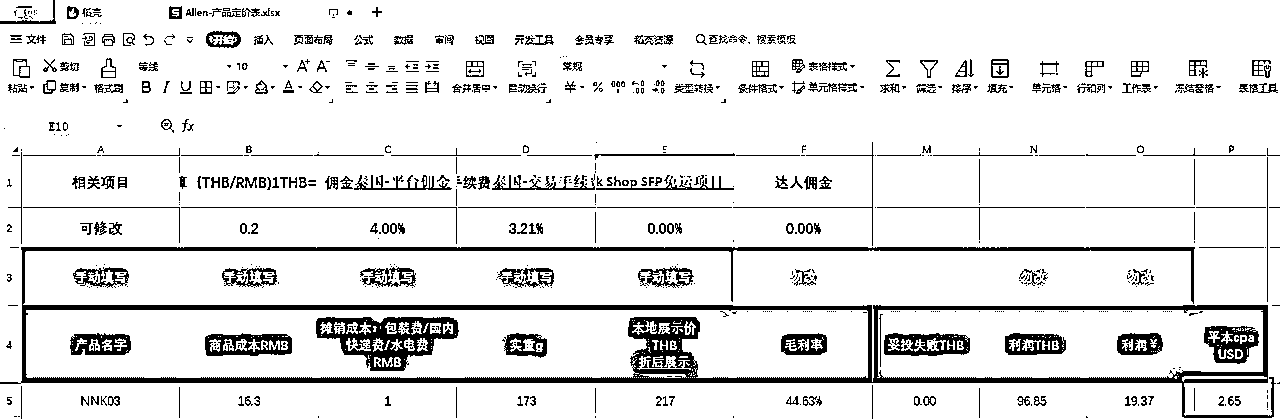 稻壳 Allen-产品定价表.xlsx
文件 开始 插入 页面布局 公式 数据 审阅 视图 开发工具 会员专享 稻壳资源 查找命令、搜索模板
剪切 等线 10 A+ A- 常规 表格样式
粘贴 复制 格式刷 B I U A 合并居中 自动换行 ¥ % 类型转换 条件格式 单元格样式 求和 筛选 排序 填充 单元格 行和列 工作表 冻结窗格 表格工具
E10 fx
A B C D E F M N O P
1 相关项目 (THB/RMB)1THB= 佣金泰国-平台佣金 手续费泰国-交易手续 k Shop SFP免运项目 达人佣金
2 可修改 0.2 4.00% 3.21% 0.00% 0.00%
3 手动填写 手动填写 手动填写 手动填写 手动填写 勿改 勿改 勿改
4 产品名字 商品成本RMB 摊销成本：包装费/国内快递费/水电费RMB 实重g 本地展示价THB折后展示 毛利率 妥投失败THB 利润THB 利润¥ 平本cpa USD
5 NNK03 16.3 1 173 217 44.63% 0.00 96.85 19.37 2.65